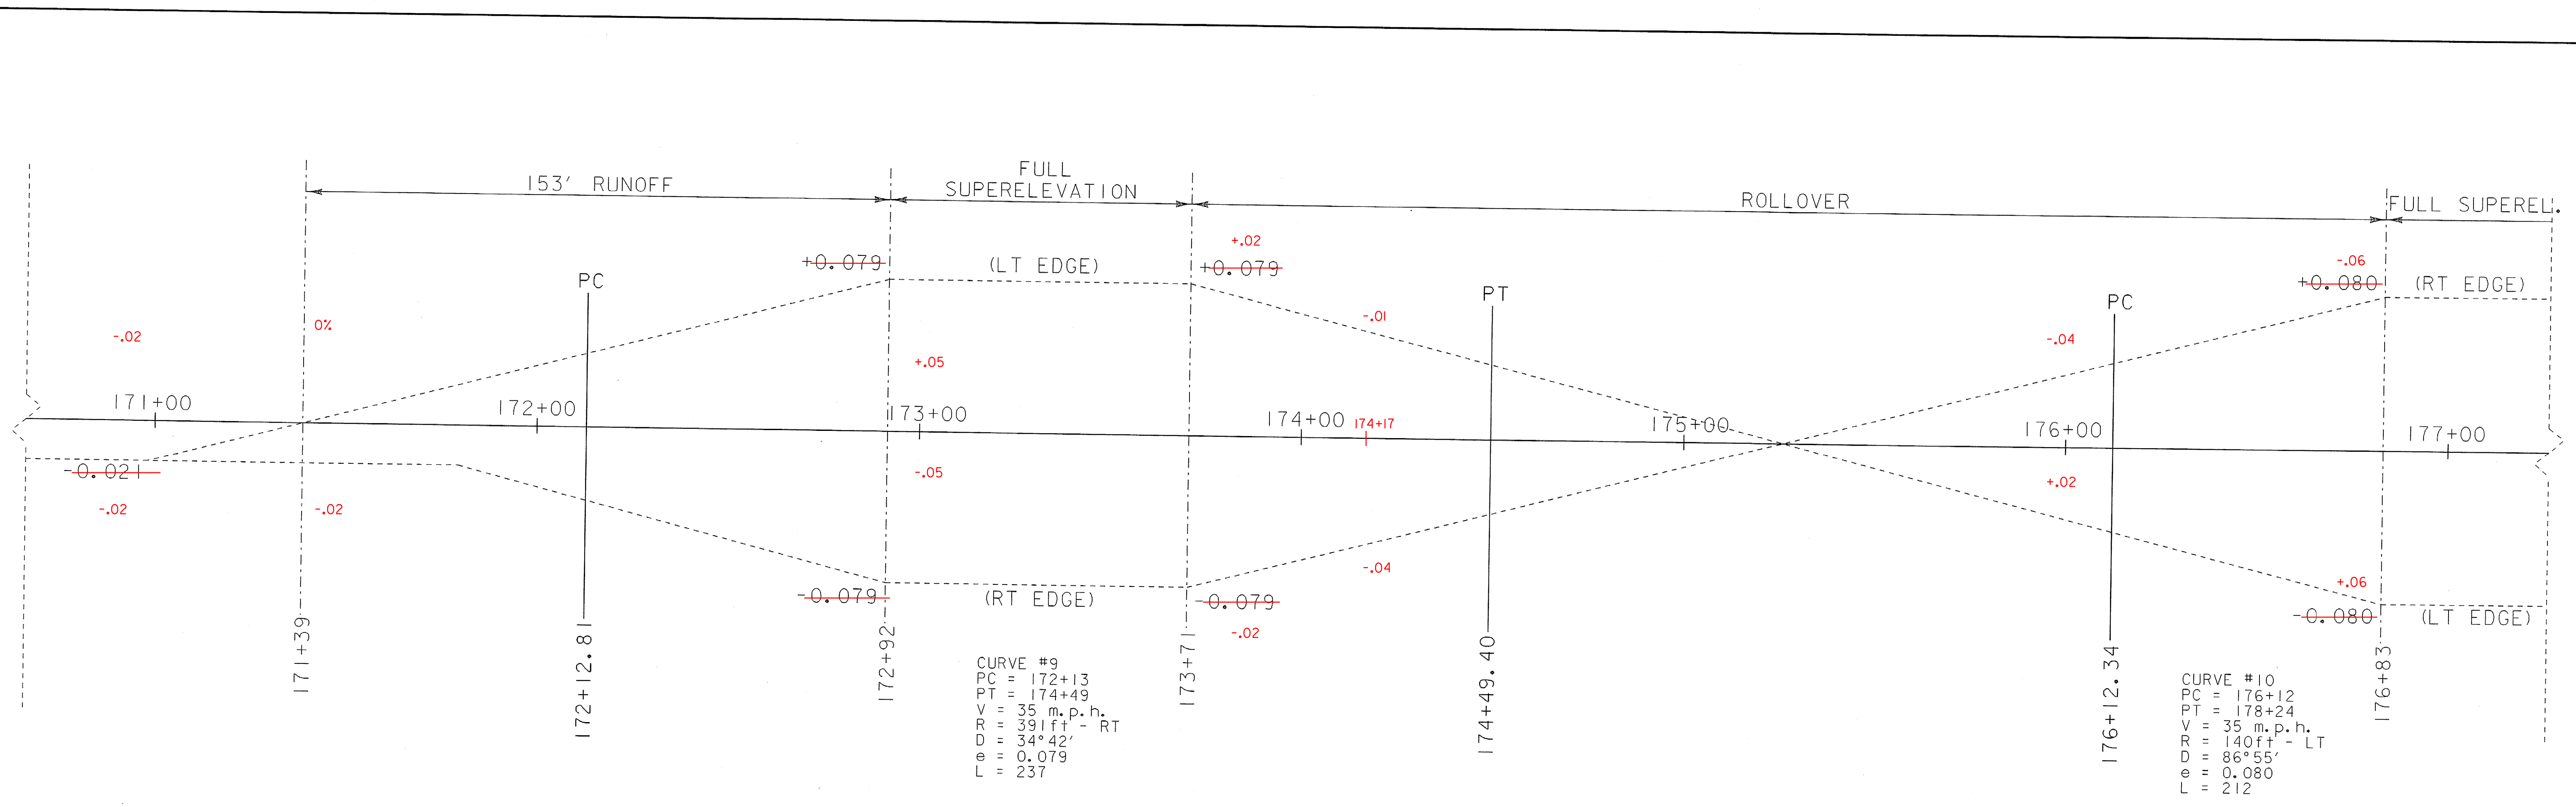 153' RUNOFF
FULL
SUPERELEVATION
ROLLOVER
FULL SUPEREL.
+.02
+0.079
(LT EDGE)
+0.079
-.06
+0.080
(RT EDGE)
PC
PT
PC
-.02
0%
-.01
-.04
+.05
171+00
172+00
173+00
174+00
174+17
175+00
176+00
177+00
-0.021
-.05
+.02
-.02
-.02
-.04
+.06
-0.079
(RT EDGE)
-0.079
-0.080
(LT EDGE)
-.02
171+39
172+12.81
172+92
173+71
174+49.40
176+12.34
176+83
CURVE #9
PC = 172+13
PT = 174+49
V = 35 m.p.h.
R = 391ft - RT
D = 34°42'
e = 0.079
L = 237
CURVE #10
PC = 176+12
PT = 178+24
V = 35 m.p.h.
R = 140ft - LT
D = 86°55'
e = 0.080
L = 212